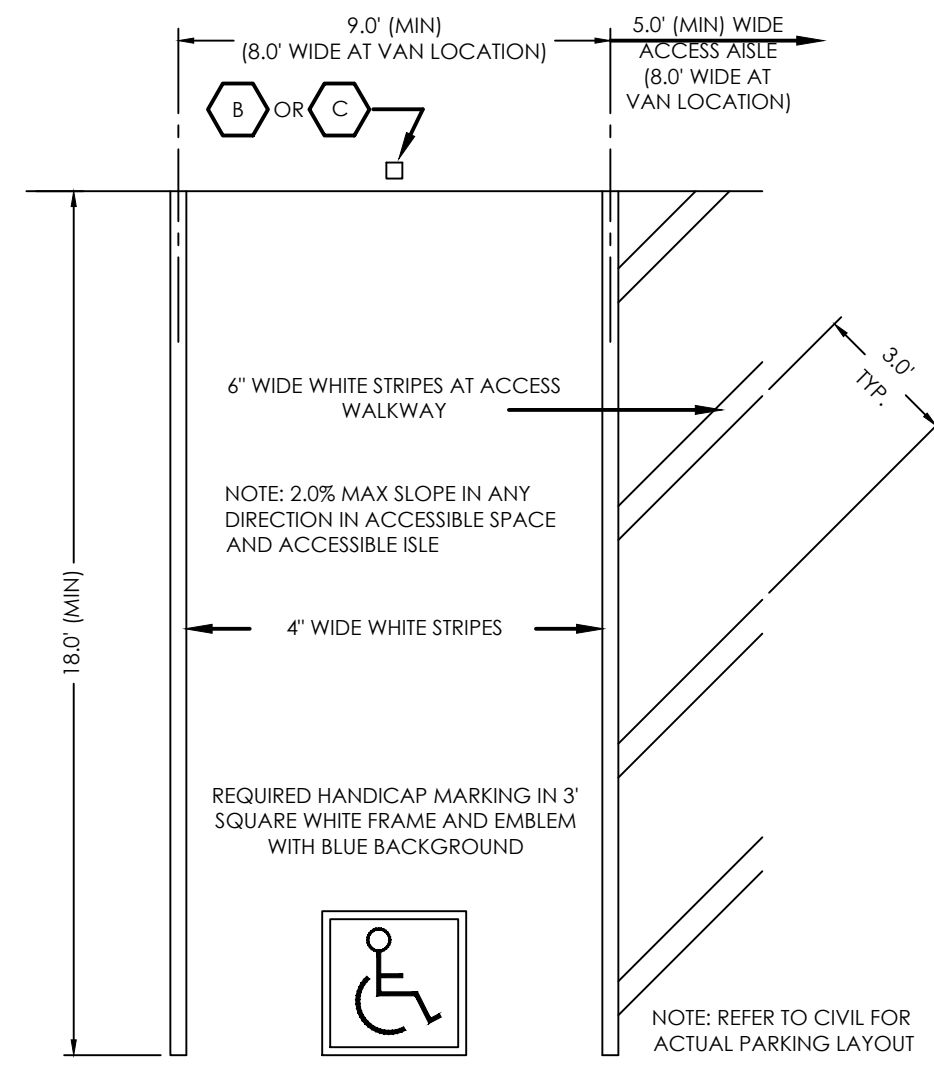 9.0' (MIN)
(8.0' WIDE AT VAN LOCATION)
5.0' (MIN) WIDE
ACCESS AISLE
(8.0' WIDE AT
VAN LOCATION)
B OR C
3.0'
TYP.
6" WIDE WHITE STRIPES AT ACCESS
WALKWAY
NOTE: 2.0% MAX SLOPE IN ANY
DIRECTION IN ACCESSIBLE SPACE
AND ACCESSIBLE ISLE
18.0' (MIN)
4" WIDE WHITE STRIPES
REQUIRED HANDICAP MARKING IN 3'
SQUARE WHITE FRAME AND EMBLEM
WITH BLUE BACKGROUND
NOTE: REFER TO CIVIL FOR
ACTUAL PARKING LAYOUT